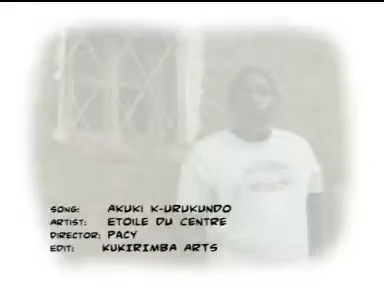 SONG: AKUKI K-URUKUNDO
ARTIST: ETOILE DU CENTRE
DIRECTOR: PACY
EDIT: KUKIRIMBA ARTS